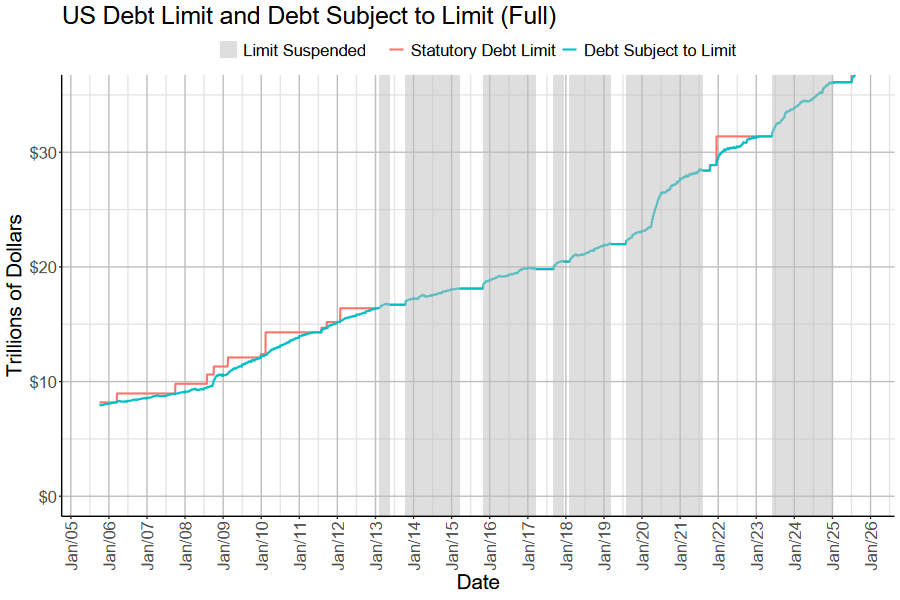 US Debt Limit and Debt Subject to Limit (Full)
Limit Suspended Statutory Debt Limit Debt Subject to Limit
Trillions of Dollars
$30
$20
$10
$0
Jan/05 Jan/06 Jan/07 Jan/08 Jan/09 Jan/10 Jan/11 Jan/12 Jan/13 Jan/14 Jan/15 Jan/16 Jan/17 Jan/18 Jan/19 Jan/20 Jan/21 Jan/22 Jan/23 Jan/24 Jan/25 Jan/26
Date